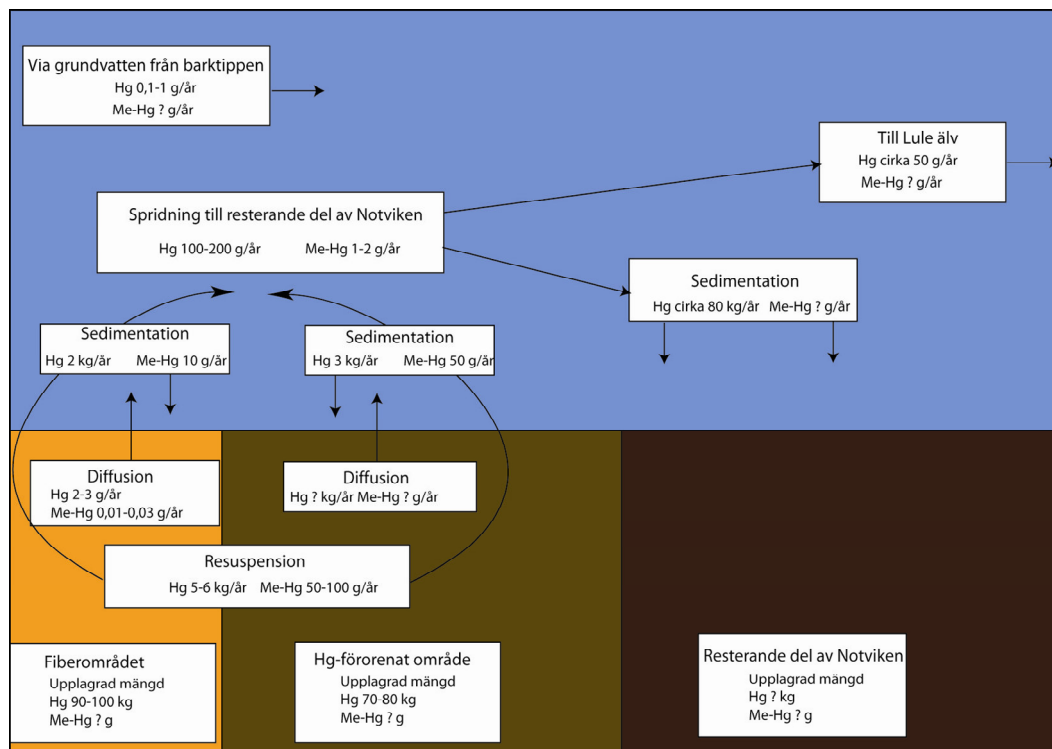 Via grundvatten från barktippen
Hg 0,1-1 g/år
Me-Hg ? g/år
Till Lule älv
Hg cirka 50 g/år
Me-Hg ? g/år
Spridning till resterande del av Notviken
Hg 100-200 g/år Me-Hg 1-2 g/år
Sedimentation
Hg cirka 80 kg/år Me-Hg ? g/år
Sedimentation
Hg 2 kg/år Me-Hg 10 g/år
Sedimentation
Hg 3 kg/år Me-Hg 50 g/år
Diffusion
Hg 2-3 g/år
Me-Hg 0,01-0,03 g/år
Diffusion
Hg ? kg/år Me-Hg ? g/år
Resuspension
Hg 5-6 kg/år Me-Hg 50-100 g/år
Fiberområdet
Upplagrad mängd
Hg 90-100 kg
Me-Hg ? g
Hg-förorenat område
Upplagrad mängd
Hg 70-80 kg
Me-Hg ? g
Resterande del av Notviken
Upplagrad mängd
Hg ? kg
Me-Hg ? g